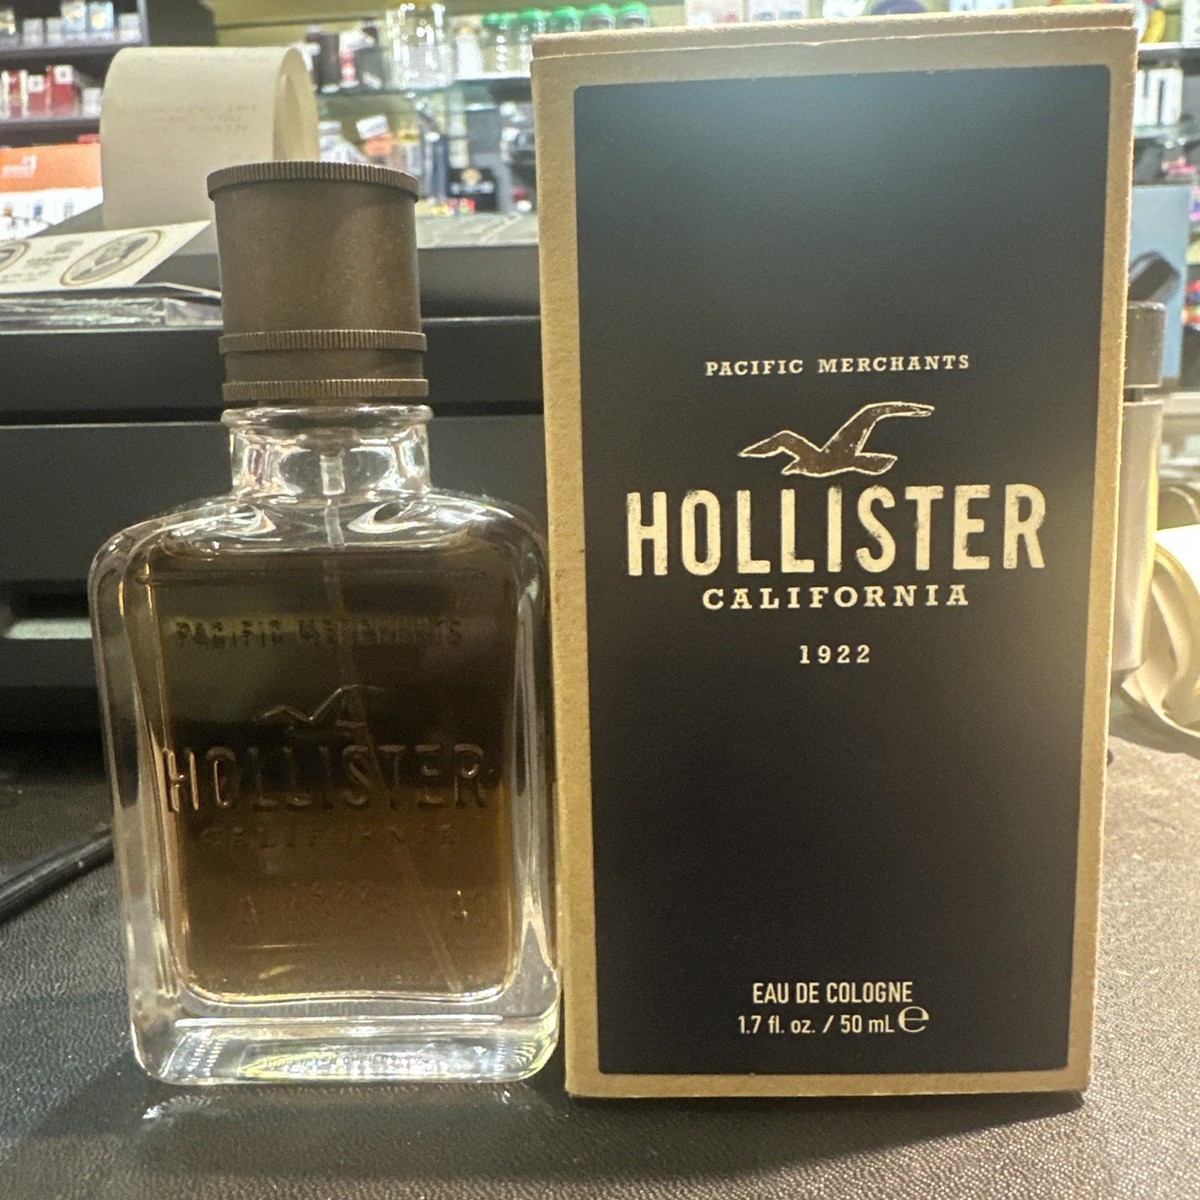 PACIFIC MERCHANTS
HOLLISTER
CALIFORNIA
1922
EAU DE COLOGNE
1.7 fl. oz. / 50 mL ℮
PACIFIC MERCHANTS
HOLLISTER
CALIFORNIA